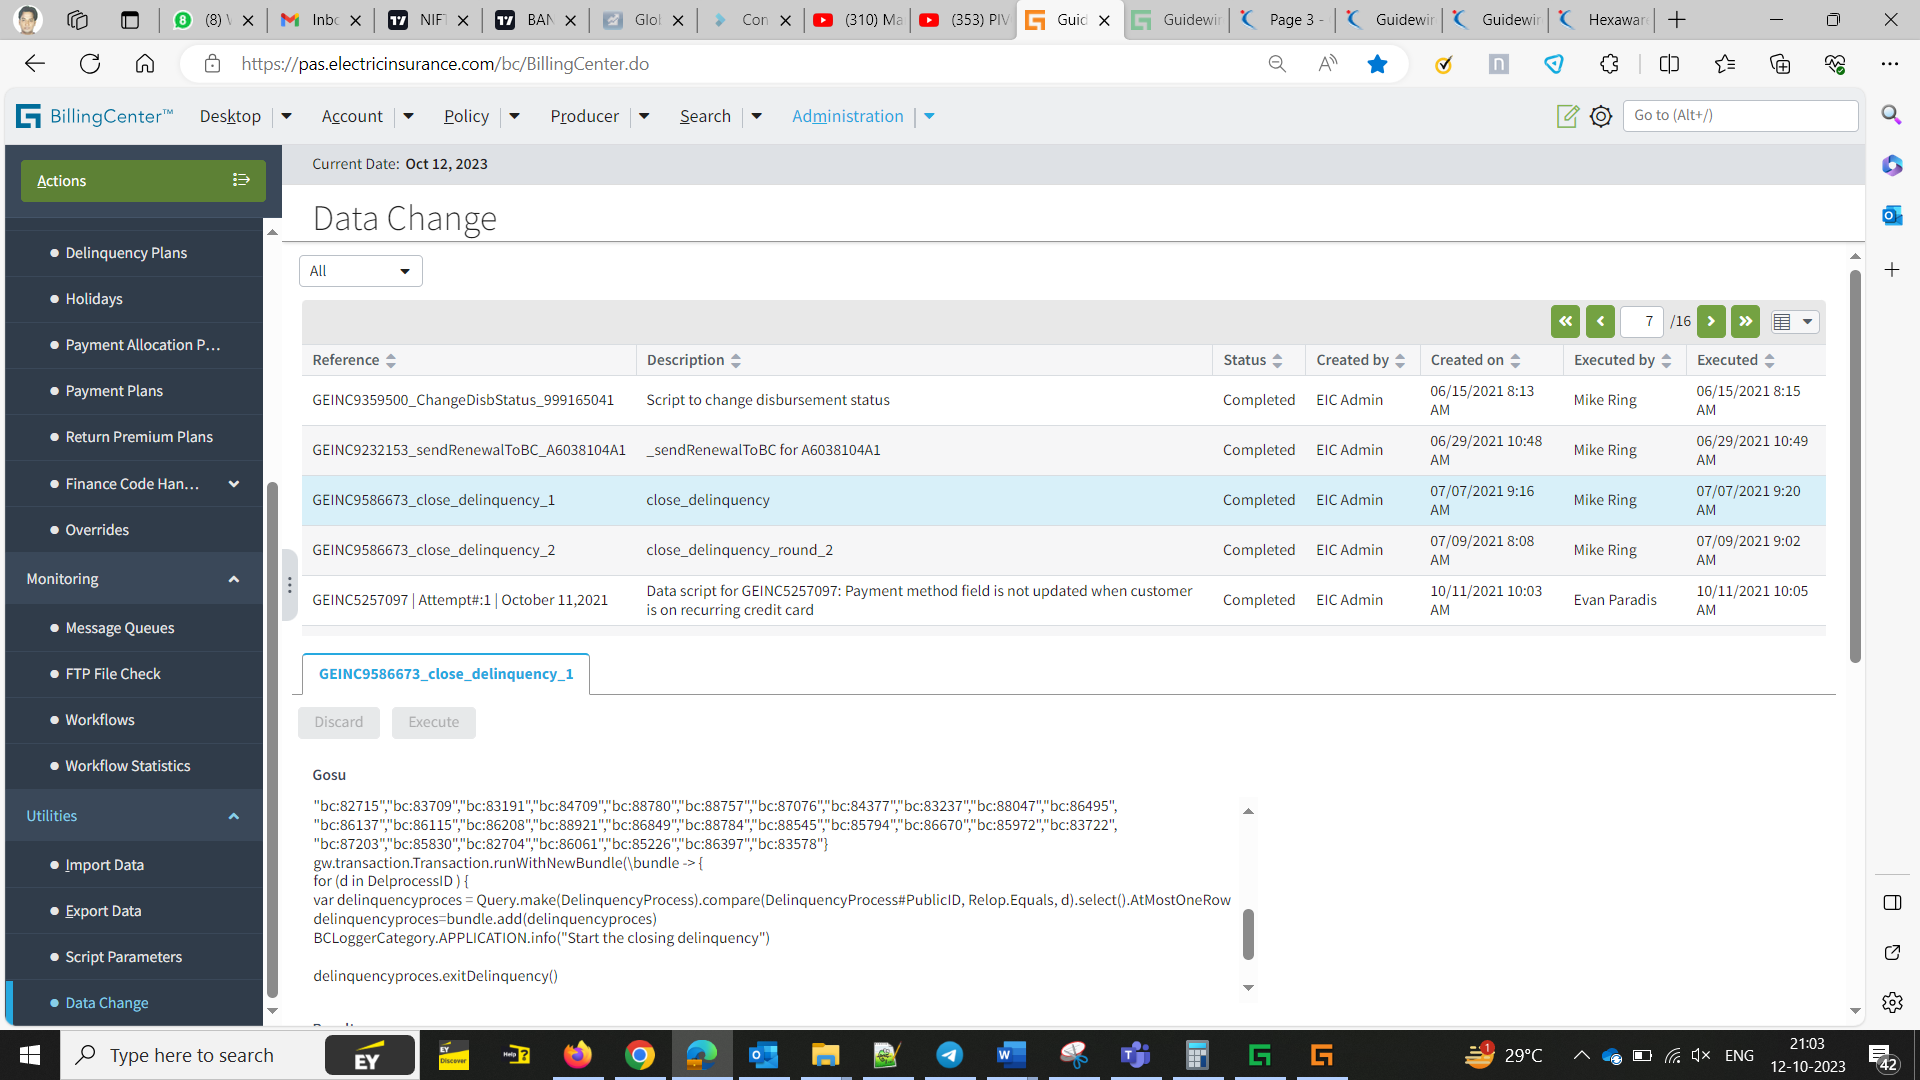 (8) W
Inbo
NIFT
BAN
Glob
Con
(310) Ma
(353) PIV
Guid
Guidewir
Page 3 -
Guidewir
Guidewir
Hexawar
https://pas.electricinsurance.com/bc/BillingCenter.do
BillingCenter™ Desktop Account Policy Producer Search Administration Go to (Alt+/)
Actions
Current Date: Oct 12, 2023
Data Change
Delinquency Plans
Holidays
Payment Allocation P...
Payment Plans
Return Premium Plans
Finance Code Han...
Overrides
Monitoring
Message Queues
FTP File Check
Workflows
Workflow Statistics
Utilities
Import Data
Export Data
Script Parameters
Data Change
All
7 /16
Reference Description Status Created by Created on Executed by Executed
GEINC9359500_ChangeDisbStatus_999165041 Script to change disbursement status Completed EIC Admin 06/15/2021 8:13 AM Mike Ring 06/15/2021 8:15 AM
GEINC9232153_sendRenewalToBC_A6038104A1 _sendRenewalToBC for A6038104A1 Completed EIC Admin 06/29/2021 10:48 AM Mike Ring 06/29/2021 10:49 AM
GEINC9586673_close_delinquency_1 close_delinquency Completed EIC Admin 07/07/2021 9:16 AM Mike Ring 07/07/2021 9:20 AM
GEINC9586673_close_delinquency_2 close_delinquency_round_2 Completed EIC Admin 07/09/2021 8:08 AM Mike Ring 07/09/2021 9:02 AM
GEINC5257097 | Attempt#:1 | October 11,2021 Data script for GEINC5257097: Payment method field is not updated when customer is on recurring credit card Completed EIC Admin 10/11/2021 10:03 AM Evan Paradis 10/11/2021 10:05 AM
GEINC9586673_close_delinquency_1
Discard Execute
Gosu
"bc:82715","bc:83709","bc:83191","bc:84709","bc:88780","bc:88757","bc:87076","bc:84377","bc:83237","bc:88047","bc:86495",
"bc:86137","bc:86115","bc:86208","bc:88921","bc:86849","bc:88784","bc:88545","bc:85794","bc:86670","bc:85972","bc:83722",
"bc:87203","bc:85830","bc:82704","bc:86061","bc:85226","bc:86397","bc:83578"}
gw.transaction.Transaction.runWithNewBundle(\bundle -> {
for (d in DelprocessID ) {
var delinquencyproces = Query.make(DelinquencyProcess).compare(DelinquencyProcess#PublicID, Relop.Equals, d).select().AtMostOneRow
delinquencyproces=bundle.add(delinquencyproces)
BCLoggerCategory.APPLICATION.info("Start the closing delinquency")
delinquencyproces.exitDelinquency()
Type here to search
EY
EY Discover
Help ?
1
29°C
ENG
21:03
12-10-2023
42